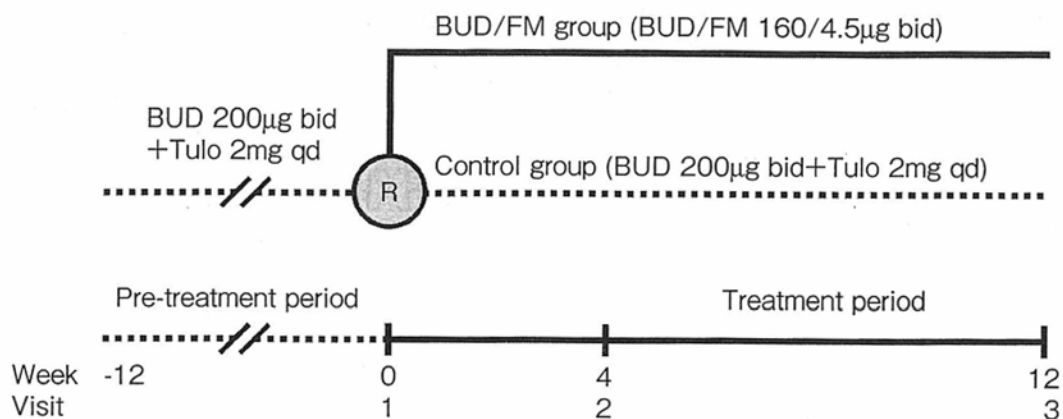 BUD/FM group (BUD/FM 160/4.5μg bid)
BUD 200μg bid
+Tulo 2mg qd
R
Control group (BUD 200μg bid+Tulo 2mg qd)
Pre-treatment period
Treatment period
Week -12 0 4 12
Visit 1 2 3